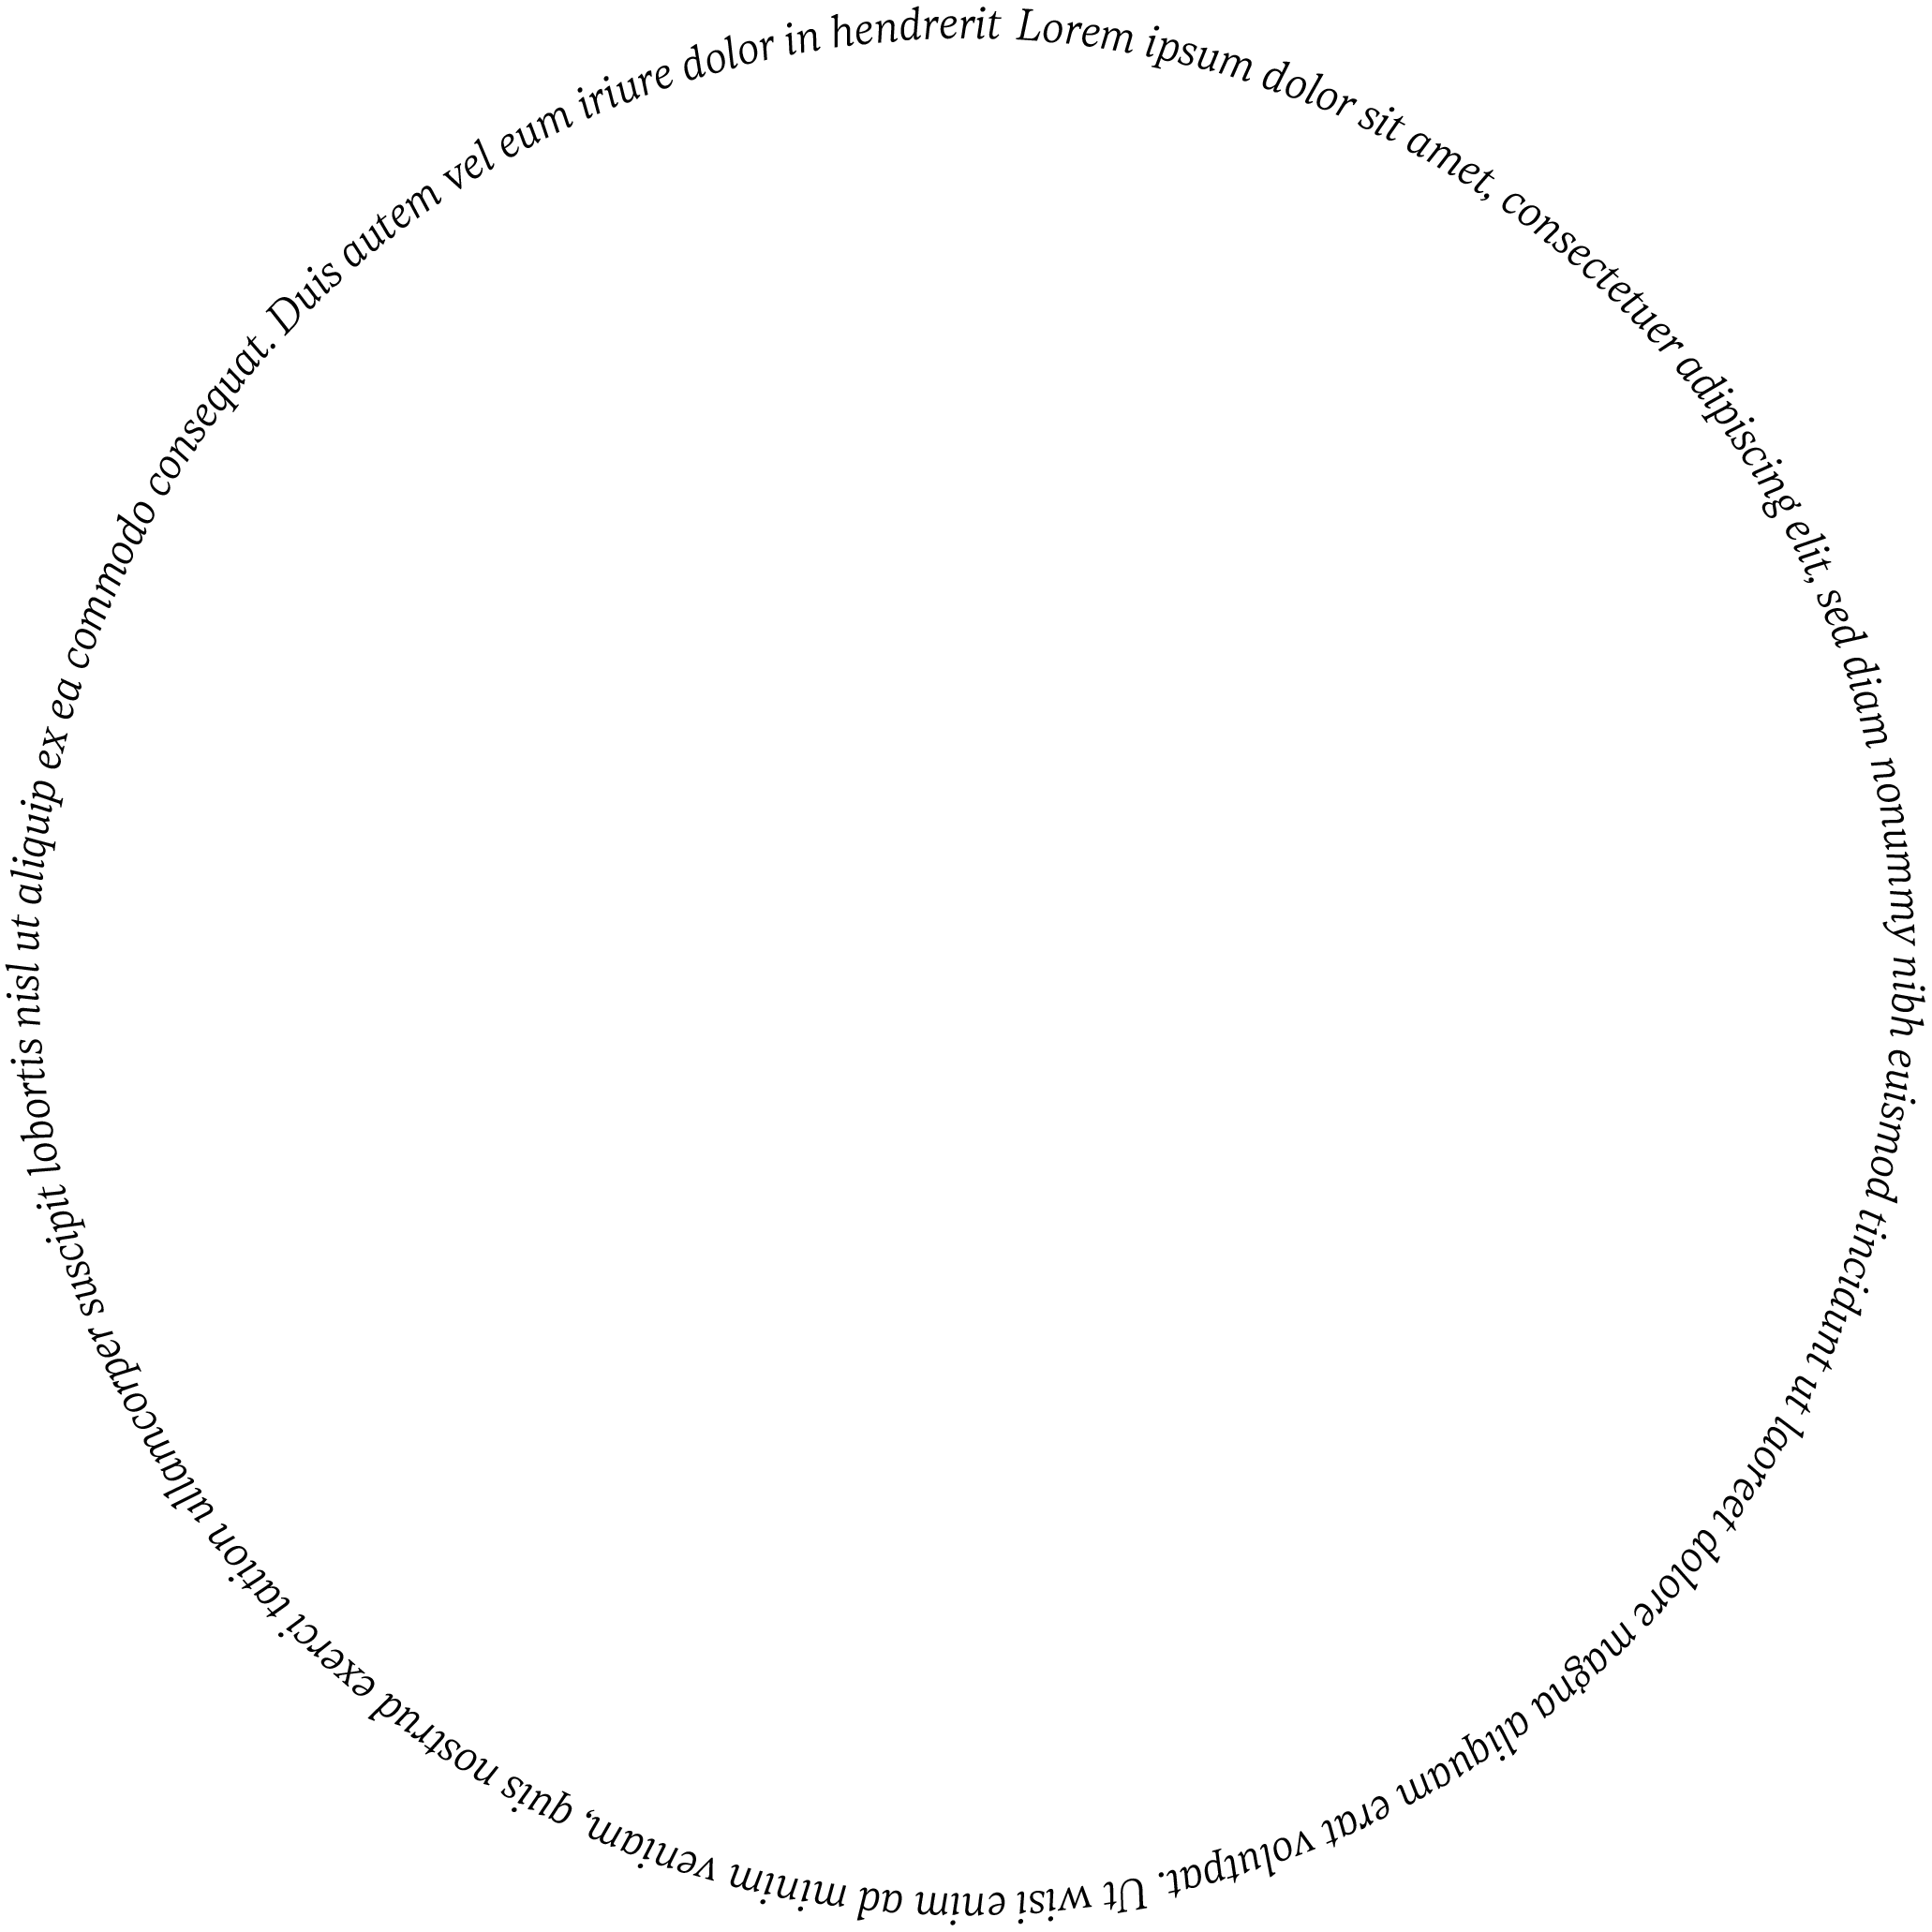 Lorem ipsum dolor sit amet, consectetuer adipiscing elit, sed diam nonummy nibh euismod tincidunt ut laoreet dolore magna aliquam erat volutpat. Ut wisi enim ad minim veniam, quis nostrud exerci tation ullamcorper suscipit lobortis nisl ut aliquip ex ea commodo consequat. Duis autem vel eum iriure dolor in hendrerit